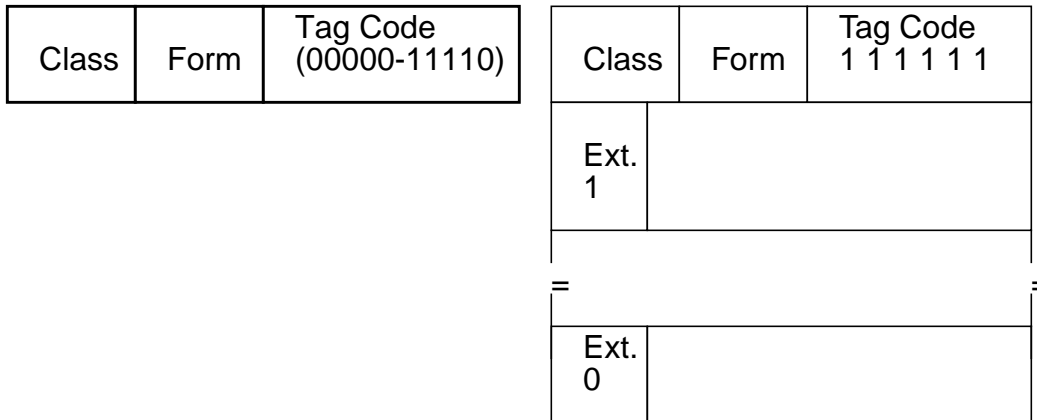 Class Form Tag Code
(00000-11110)
Class Form Tag Code
1 1 1 1 1 1
Ext.
1
= =
Ext.
0